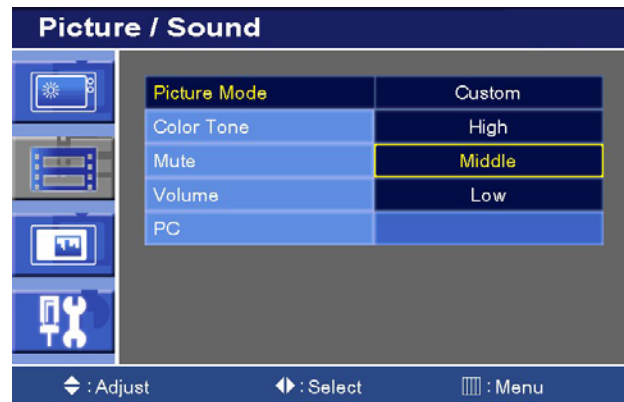 Picture / Sound
Picture Mode Custom
Color Tone High
Mute Middle
Volume Low
PC
: Adjust : Select : Menu